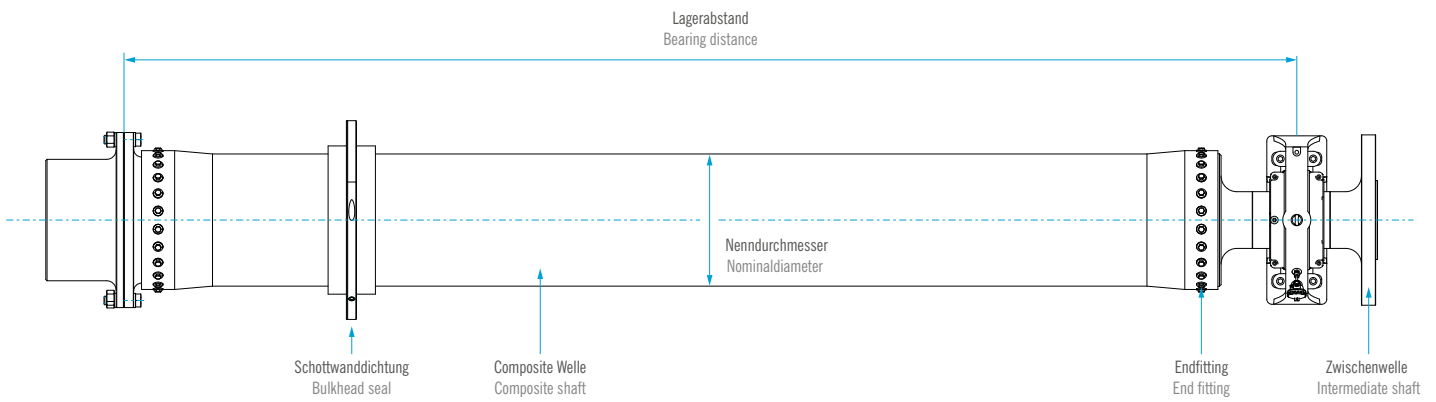 Lagerabstand
Bearing distance
Nenndurchmesser
Nominaldiameter
Schottwanddichtung
Bulkhead seal
Composite Welle
Composite shaft
Endfitting
End fitting
Zwischenwelle
Intermediate shaft